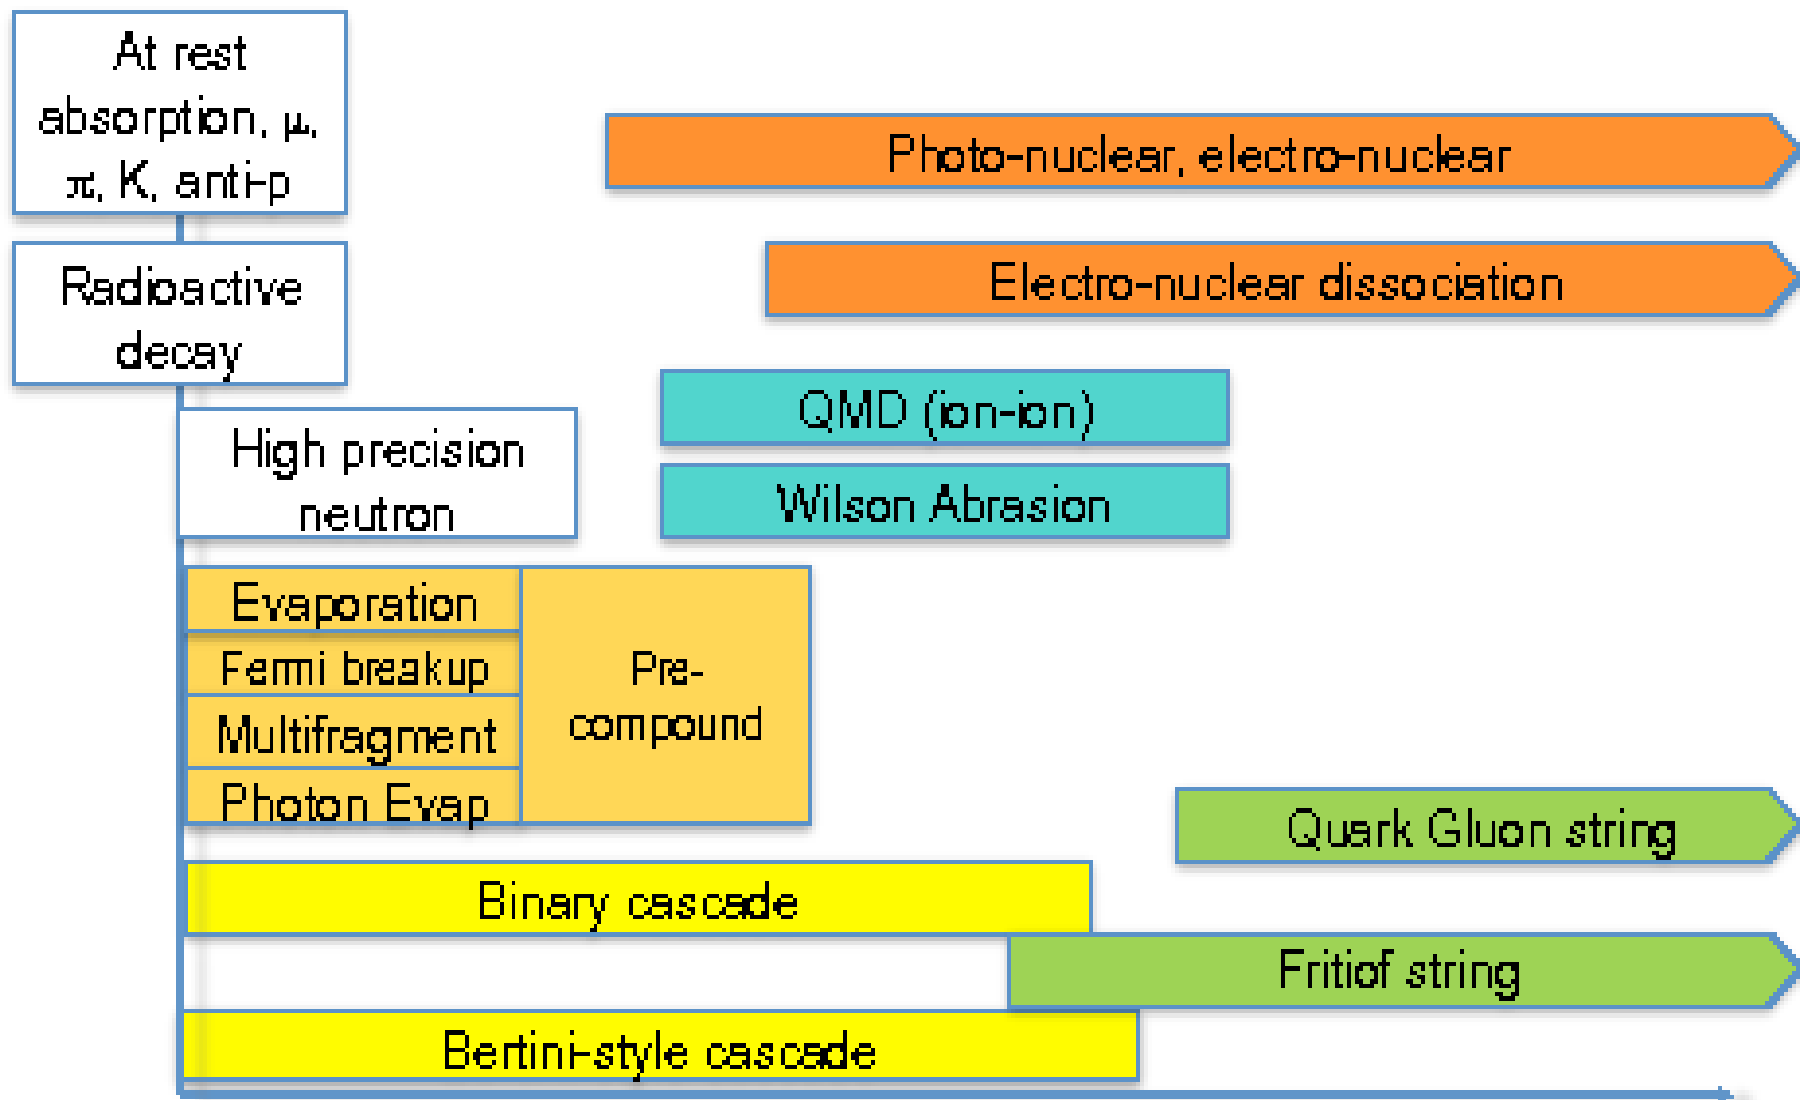 At rest
absorption, μ,
π, K, anti-p
Photo-nuclear, electro-nuclear
Radioactive
decay
Electro-nuclear dissociation
QMD (ion-ion)
High precision
neutron
Wilson Abrasion
Evaporation
Fermi breakup
Multifragment
Photon Evap
Pre-
compound
Quark Gluon string
Binary cascade
Fritiof string
Bertini-style cascade